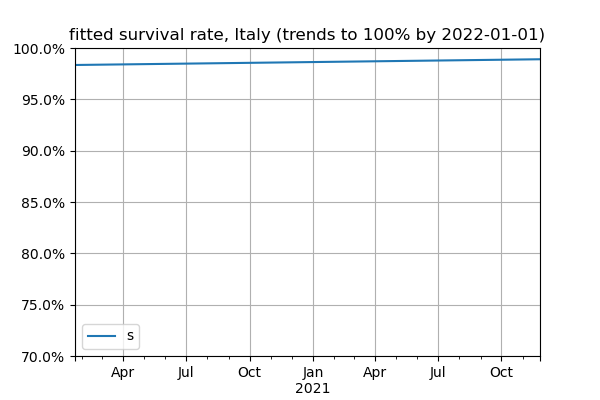 fitted survival rate, Italy (trends to 100% by 2022-01-01)
100.0%
95.0%
90.0%
85.0%
80.0%
75.0%
70.0%
s
Apr Jul Oct Jan Apr Jul Oct
2021